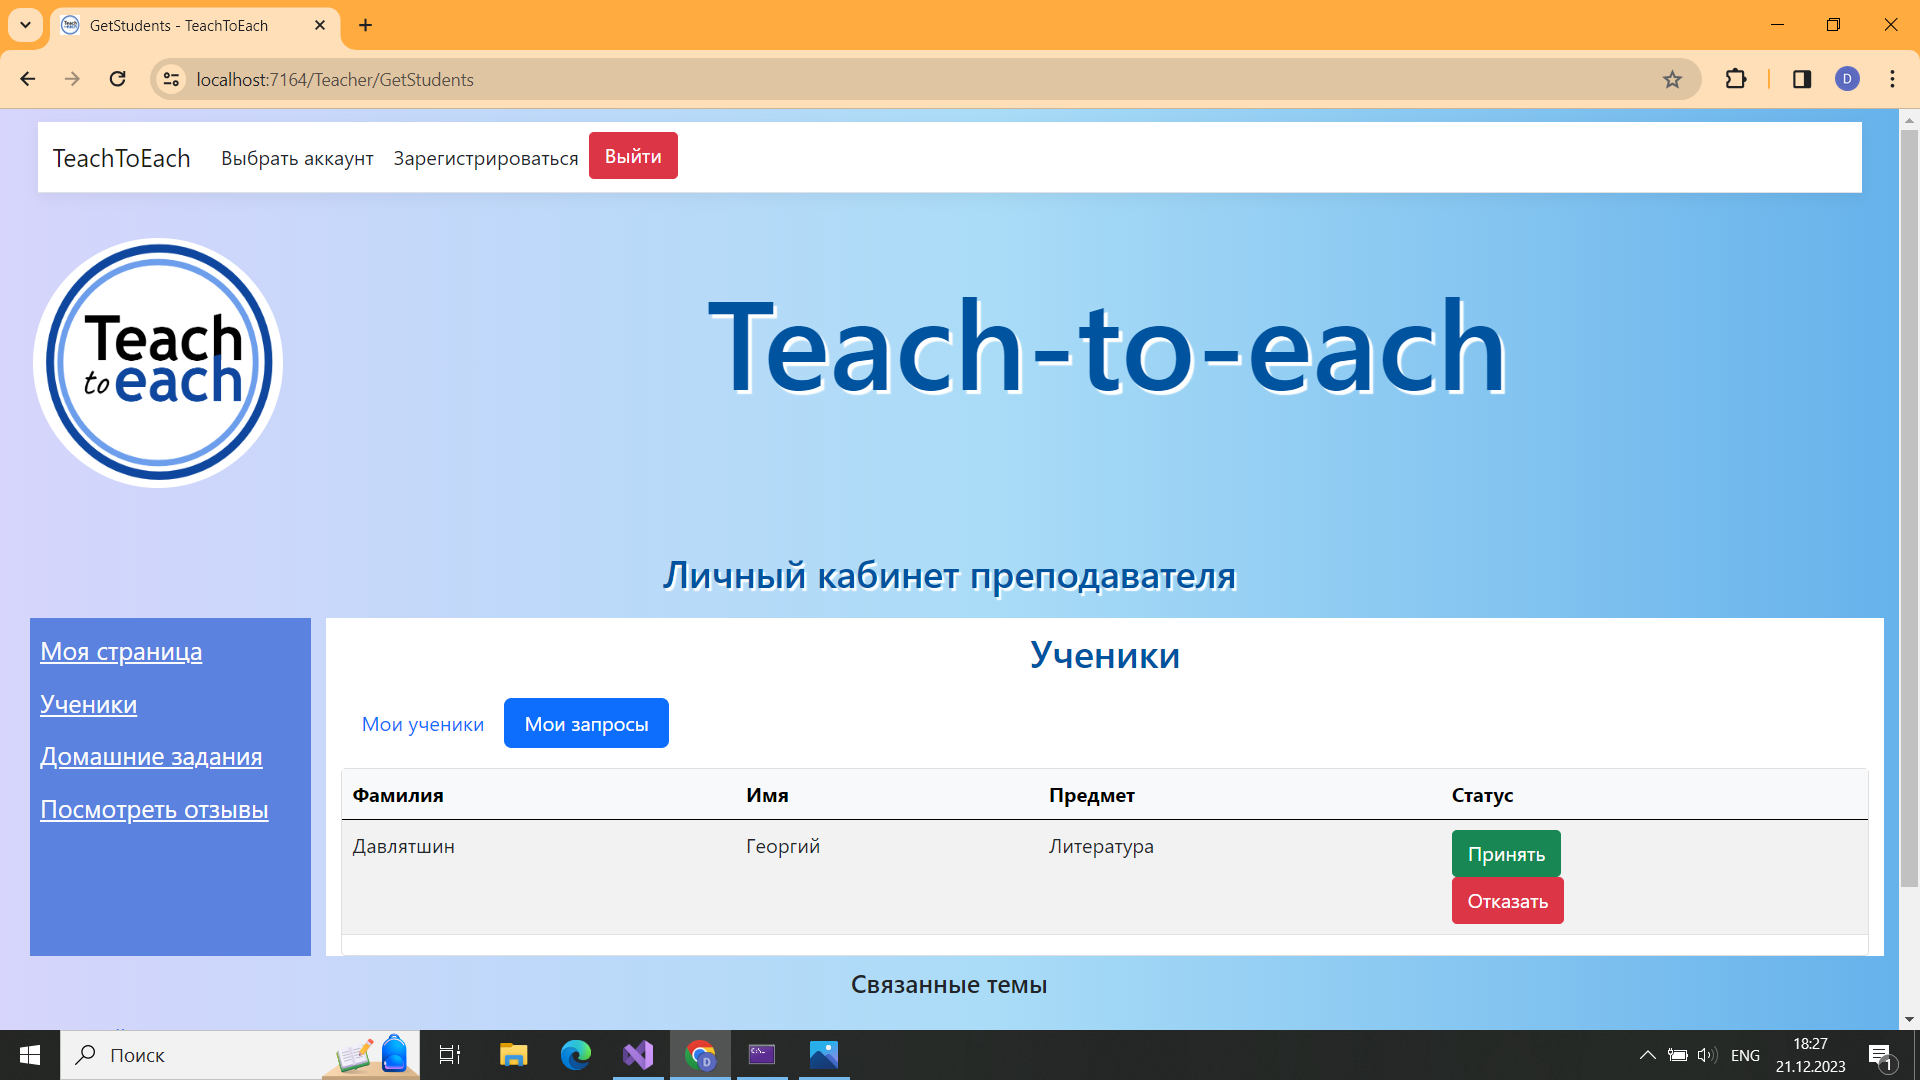 GetStudents - TeachToEach
localhost:7164/Teacher/GetStudents
D
TeachToEach Выбрать аккаунт Зарегистрироваться Выйти
Teach
to each
Teach-to-each
Личный кабинет преподавателя
Моя страница
Ученики
Домашние задания
Посмотреть отзывы
Ученики
Мои ученики Мои запросы
Фамилия Имя Предмет Статус
Давлятшин Георгий Литература Принять
Отказать
Связанные темы
Поиск
D
ENG
18:27
21.12.2023
1